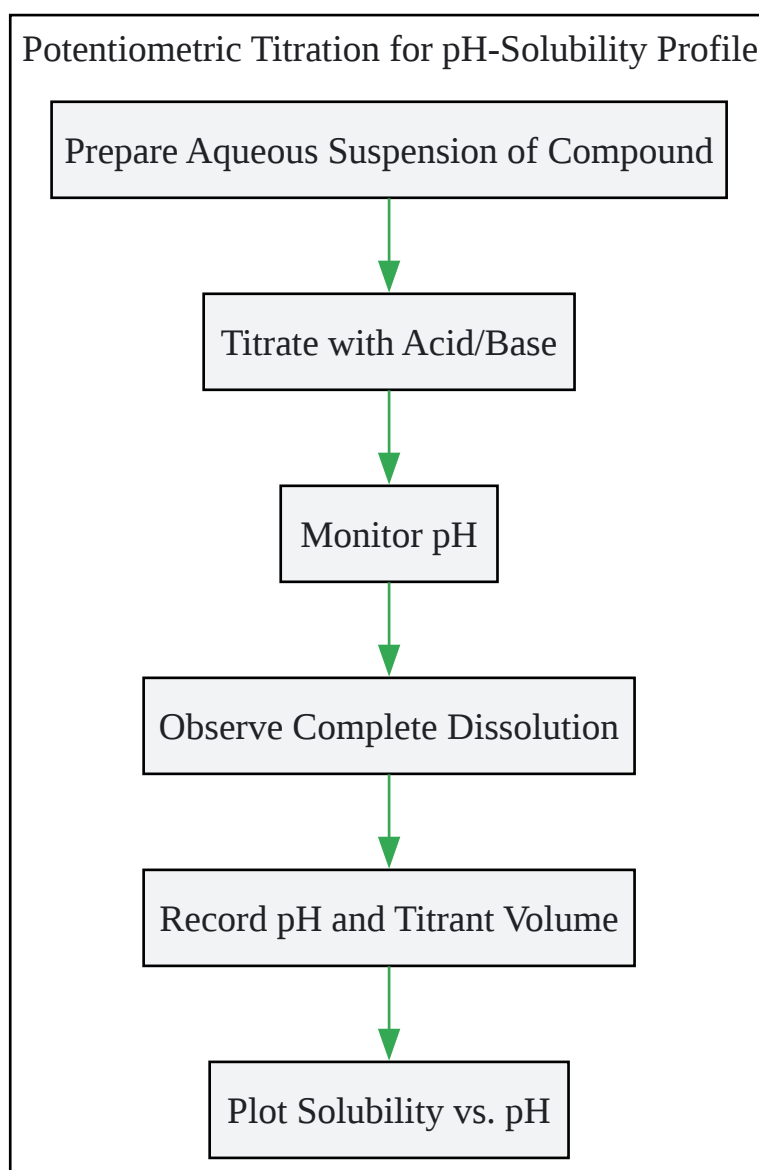 Potentiometric Titration for pH-Solubility Profile
Prepare Aqueous Suspension of Compound
Titrate with Acid/Base
Monitor pH
Observe Complete Dissolution
Record pH and Titrant Volume
Plot Solubility vs. pH